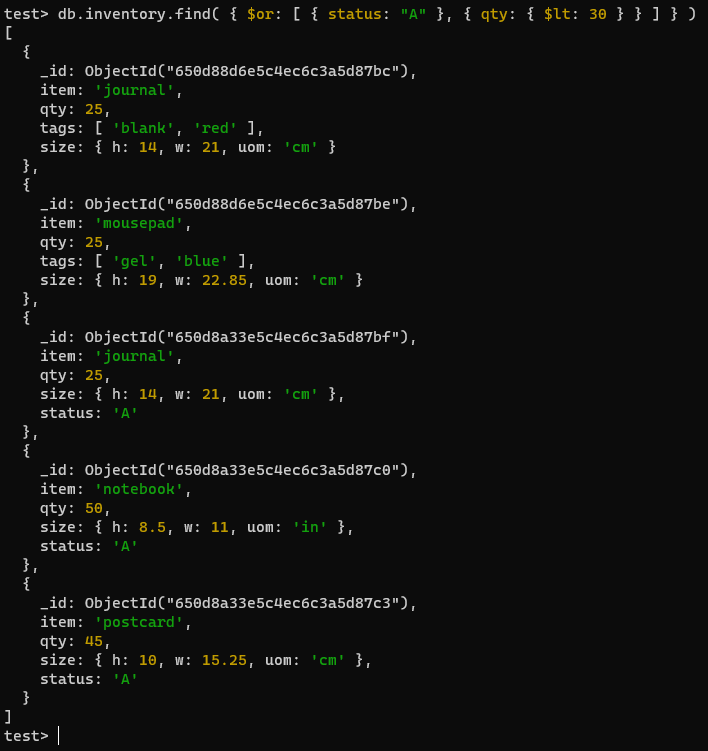 test> db.inventory.find( { $or: [ { status: "A" }, { qty: { $lt: 30 } } ] } )
[
  {
    _id: ObjectId("650d88d6e5c4ec6c3a5d87bc"),
    item: 'journal',
    qty: 25,
    tags: [ 'blank', 'red' ],
    size: { h: 14, w: 21, uom: 'cm' }
  },
  {
    _id: ObjectId("650d88d6e5c4ec6c3a5d87be"),
    item: 'mousepad',
    qty: 25,
    tags: [ 'gel', 'blue' ],
    size: { h: 19, w: 22.85, uom: 'cm' }
  },
  {
    _id: ObjectId("650d8a33e5c4ec6c3a5d87bf"),
    item: 'journal',
    qty: 25,
    size: { h: 14, w: 21, uom: 'cm' },
    status: 'A'
  },
  {
    _id: ObjectId("650d8a33e5c4ec6c3a5d87c0"),
    item: 'notebook',
    qty: 50,
    size: { h: 8.5, w: 11, uom: 'in' },
    status: 'A'
  },
  {
    _id: ObjectId("650d8a33e5c4ec6c3a5d87c3"),
    item: 'postcard',
    qty: 45,
    size: { h: 10, w: 15.25, uom: 'cm' },
    status: 'A'
  }
]
test>